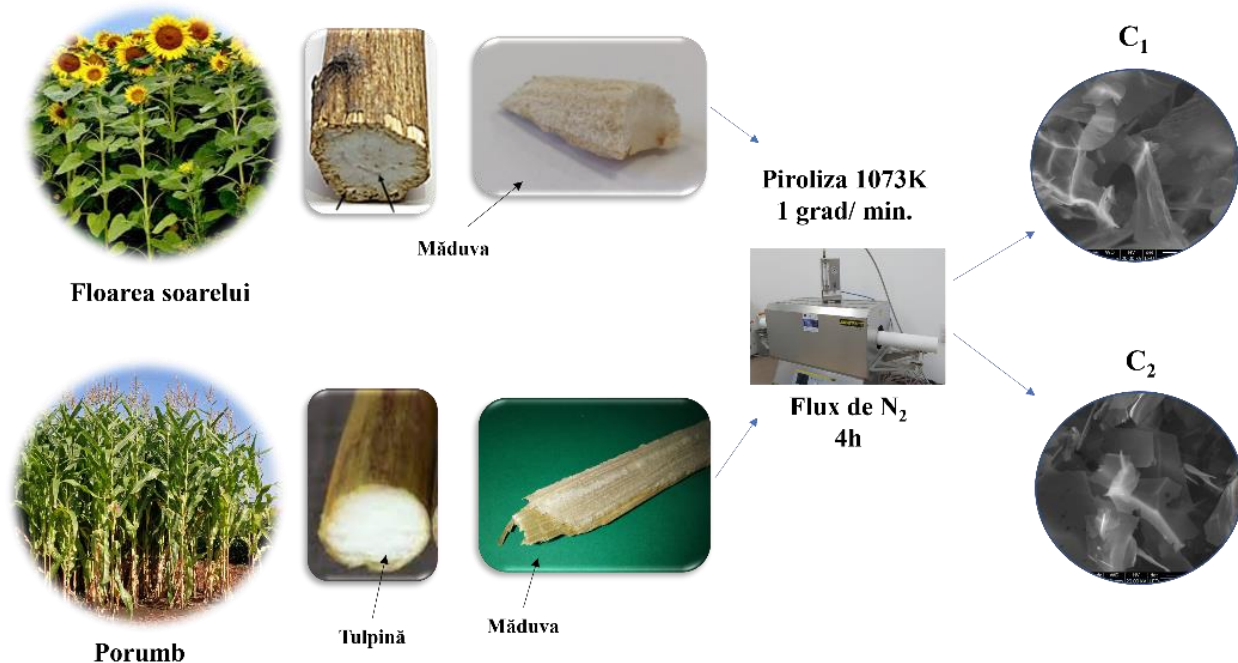 Floarea soarelui
Măduva
Piroliza 1073K
1 grad/ min.
Flux de N₂
4h
C₁
C₂
Porumb
Tulpină
Măduva